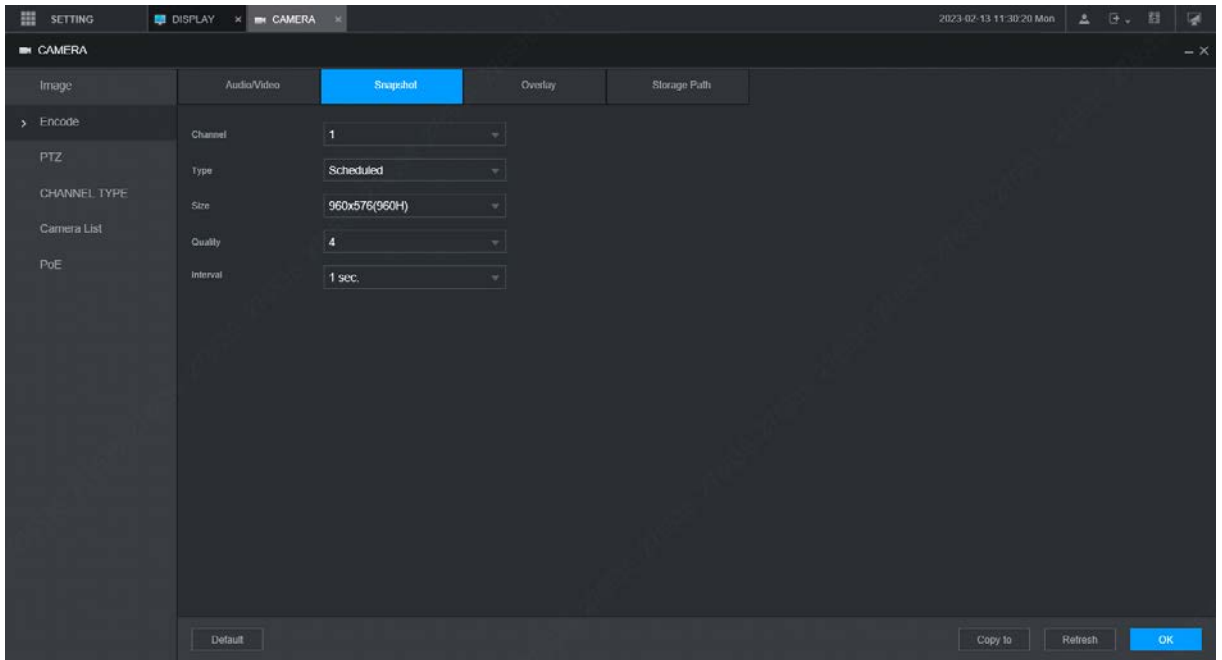 SETTING DISPLAY × CAMERA × 2023-02-13 11:30:20 Mon
CAMERA
Image Audio/Video Snapshot Overlay Storage Path
Encode
Channel 1
PTZ
Type Scheduled
CHANNEL TYPE
Size 960x576(960H)
Camera List
Quality 4
PoE
Interval 1 sec.
Default Copy to Refresh OK